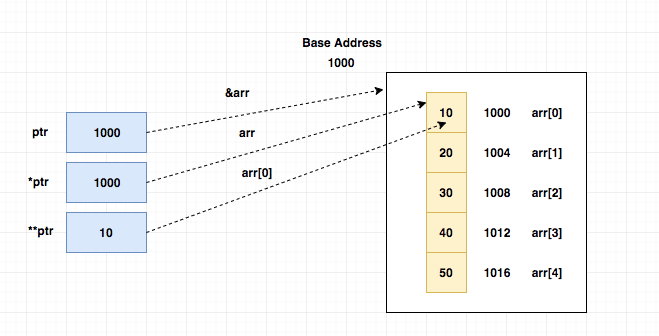 Base Address
1000
&arr
ptr
1000
arr
*ptr
1000
arr[0]
**ptr
10
10 1000 arr[0]
20 1004 arr[1]
30 1008 arr[2]
40 1012 arr[3]
50 1016 arr[4]